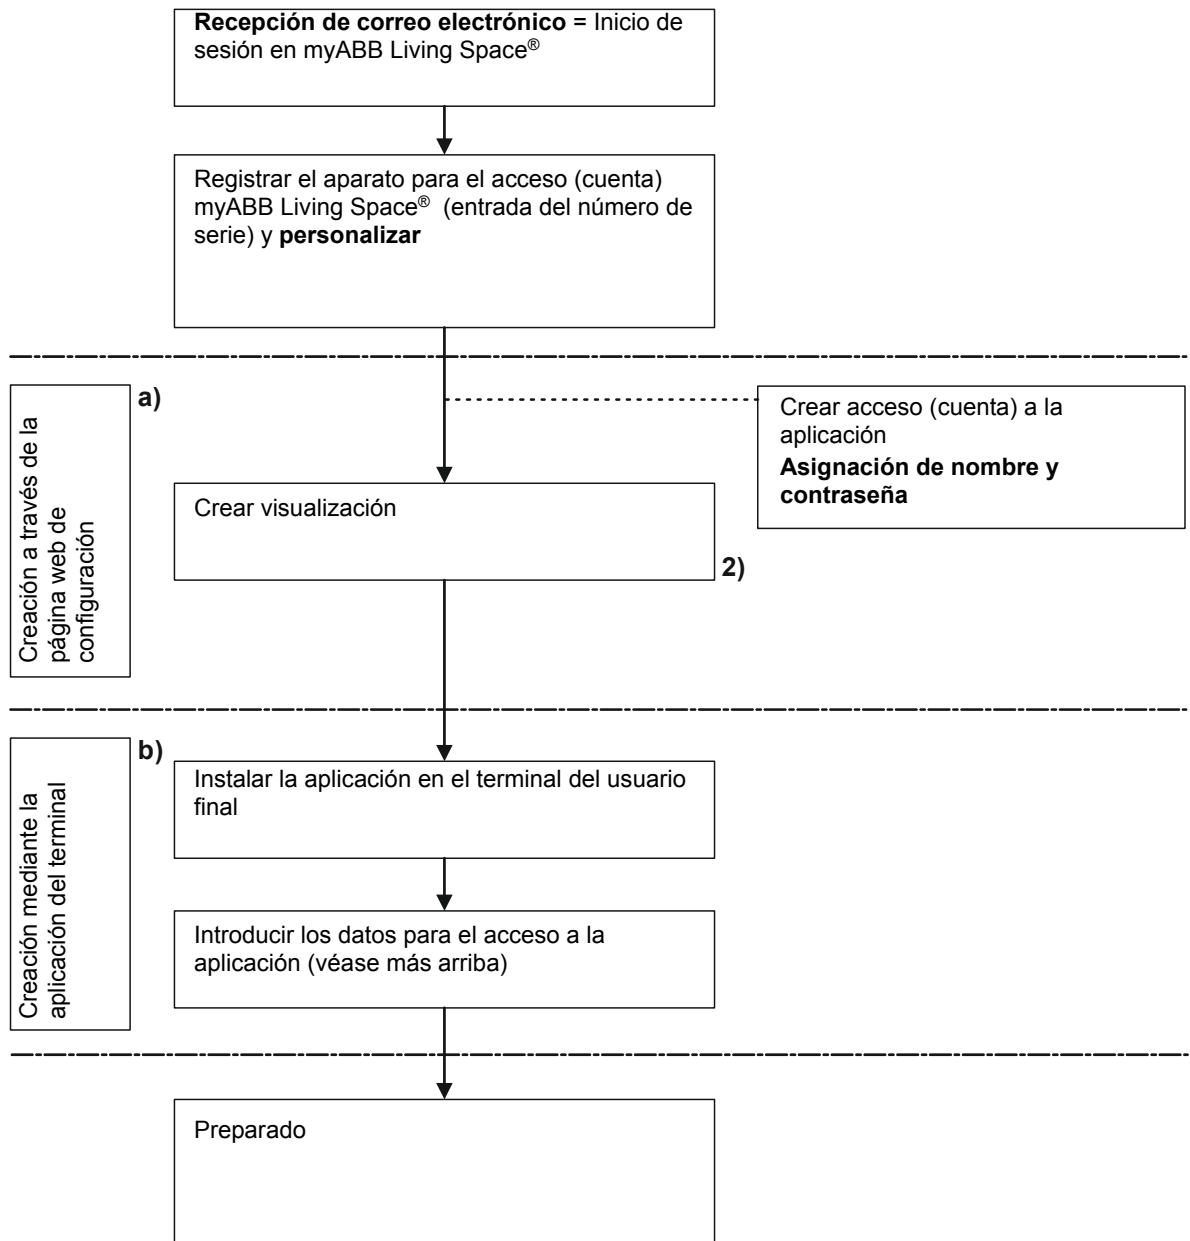 Recepción de correo electrónico = Inicio de
sesión en myABB Living Space®
Registrar el aparato para el acceso (cuenta)
myABB Living Space® (entrada del número de
serie) y personalizar
Creación a través de la
página web de
configuración
a)
Crear acceso (cuenta) a la
aplicación
Asignación de nombre y
contraseña
Crear visualización
2)
Creación mediante la
aplicación del terminal
b)
Instalar la aplicación en el terminal del usuario
final
Introducir los datos para el acceso a la
aplicación (véase más arriba)
Preparado